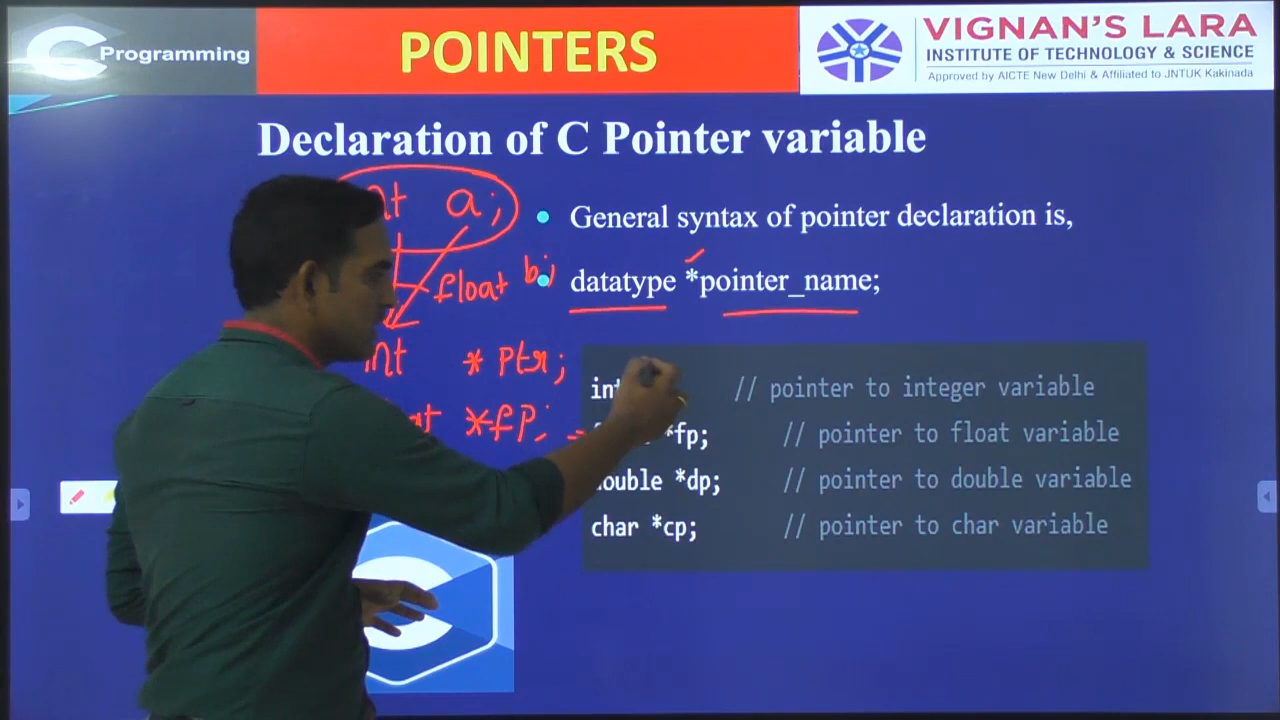 C Programming
POINTERS
VIGNAN'S LARA
INSTITUTE OF TECHNOLOGY & SCIENCE
Approved by AICTE New Delhi & Affiliated to JNTUK Kakinada
Declaration of C Pointer variable
a;
General syntax of pointer declaration is,
float b;
datatype *pointer_name;
int *ptr;
// pointer to integer variable
*fp;
*fp; // pointer to float variable
double *dp; // pointer to double variable
char *cp; // pointer to char variable